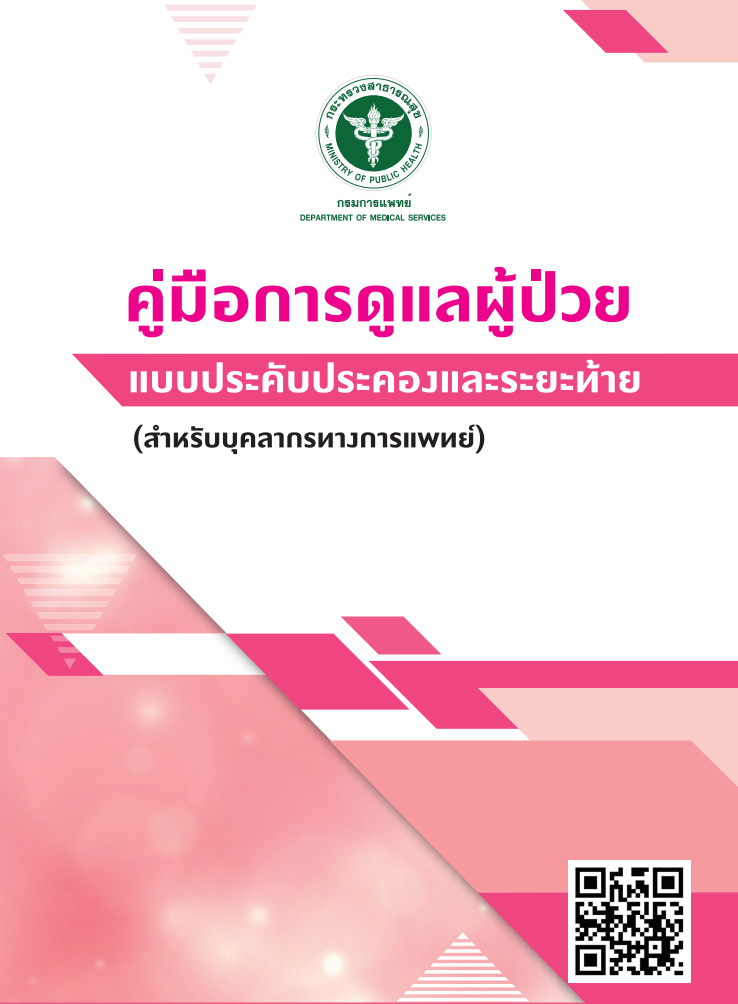 กระทรวงสาธารณสุข
MINISTRY OF PUBLIC HEALTH
กรมการแพทย์
DEPARTMENT OF MEDICAL SERVICES
คู่มือการดูแลผู้ป่วย
แบบประคับประคองและระยะท้าย
(สำหรับบุคลากรทางการแพทย์)